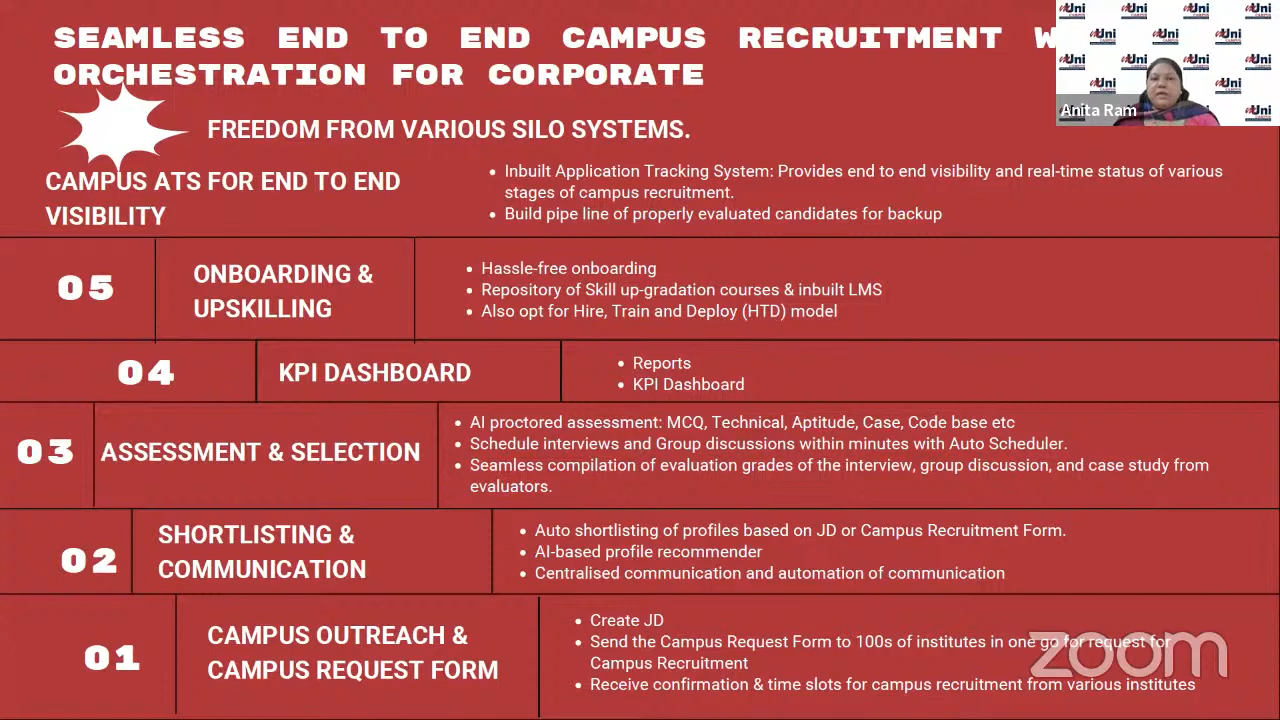 SEAMLESS END TO END CAMPUS RECRUITMENT W
ORCHESTRATION FOR CORPORATE
Uni
CAMPUS
Anita Ram
FREEDOM FROM VARIOUS SILO SYSTEMS.
CAMPUS ATS FOR END TO END
VISIBILITY
• Inbuilt Application Tracking System: Provides end to end visibility and real-time status of various
stages of campus recruitment.
• Build pipe line of properly evaluated candidates for backup
05
ONBOARDING &
UPSKILLING
• Hassle-free onboarding
• Repository of Skill up-gradation courses & inbuilt LMS
• Also opt for Hire, Train and Deploy (HTD) model
04
KPI DASHBOARD
• Reports
• KPI Dashboard
03
ASSESSMENT & SELECTION
• AI proctored assessment: MCQ, Technical, Aptitude, Case, Code base etc
• Schedule interviews and Group discussions within minutes with Auto Scheduler.
• Seamless compilation of evaluation grades of the interview, group discussion, and case study from
evaluators.
02
SHORTLISTING &
COMMUNICATION
• Auto shortlisting of profiles based on JD or Campus Recruitment Form.
• AI-based profile recommender
• Centralised communication and automation of communication
01
CAMPUS OUTREACH &
CAMPUS REQUEST FORM
• Create JD
• Send the Campus Request Form to 100s of institutes in one go for request for
Campus Recruitment
• Receive confirmation & time slots for campus recruitment from various institutes
zoom